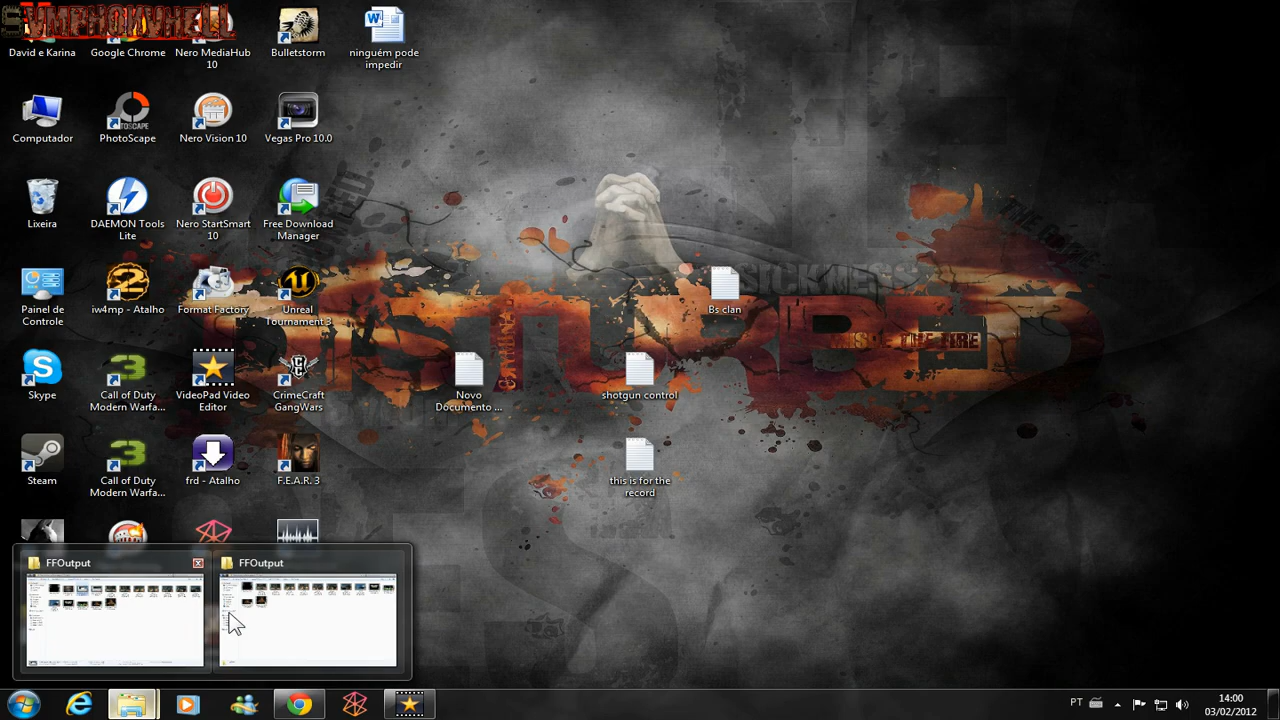 SYMPHONYHELL
David e Karina
Google Chrome
Nero MediaHub
10
Bulletstorm
ninguém pode
impedir
Computador
PhotoScape
Nero Vision 10
Vegas Pro 10.0
Lixeira
DAEMON Tools
Lite
Nero StartSmart
10
Free Download
Manager
Painel de
Controle
iw4mp - Atalho
Format Factory
Unreal
Tournament 3
Bs clan
DISTURBED
Skype
Call of Duty
Modern Warfa...
VideoPad Video
Editor
CrimeCraft
GangWars
Novo
Documento ...
shotgun control
Steam
Call of Duty
Modern Warfa...
frd - Atalho
F.E.A.R. 3
this is for the
record
FFOutput
FFOutput
PT
14:00
03/02/2012